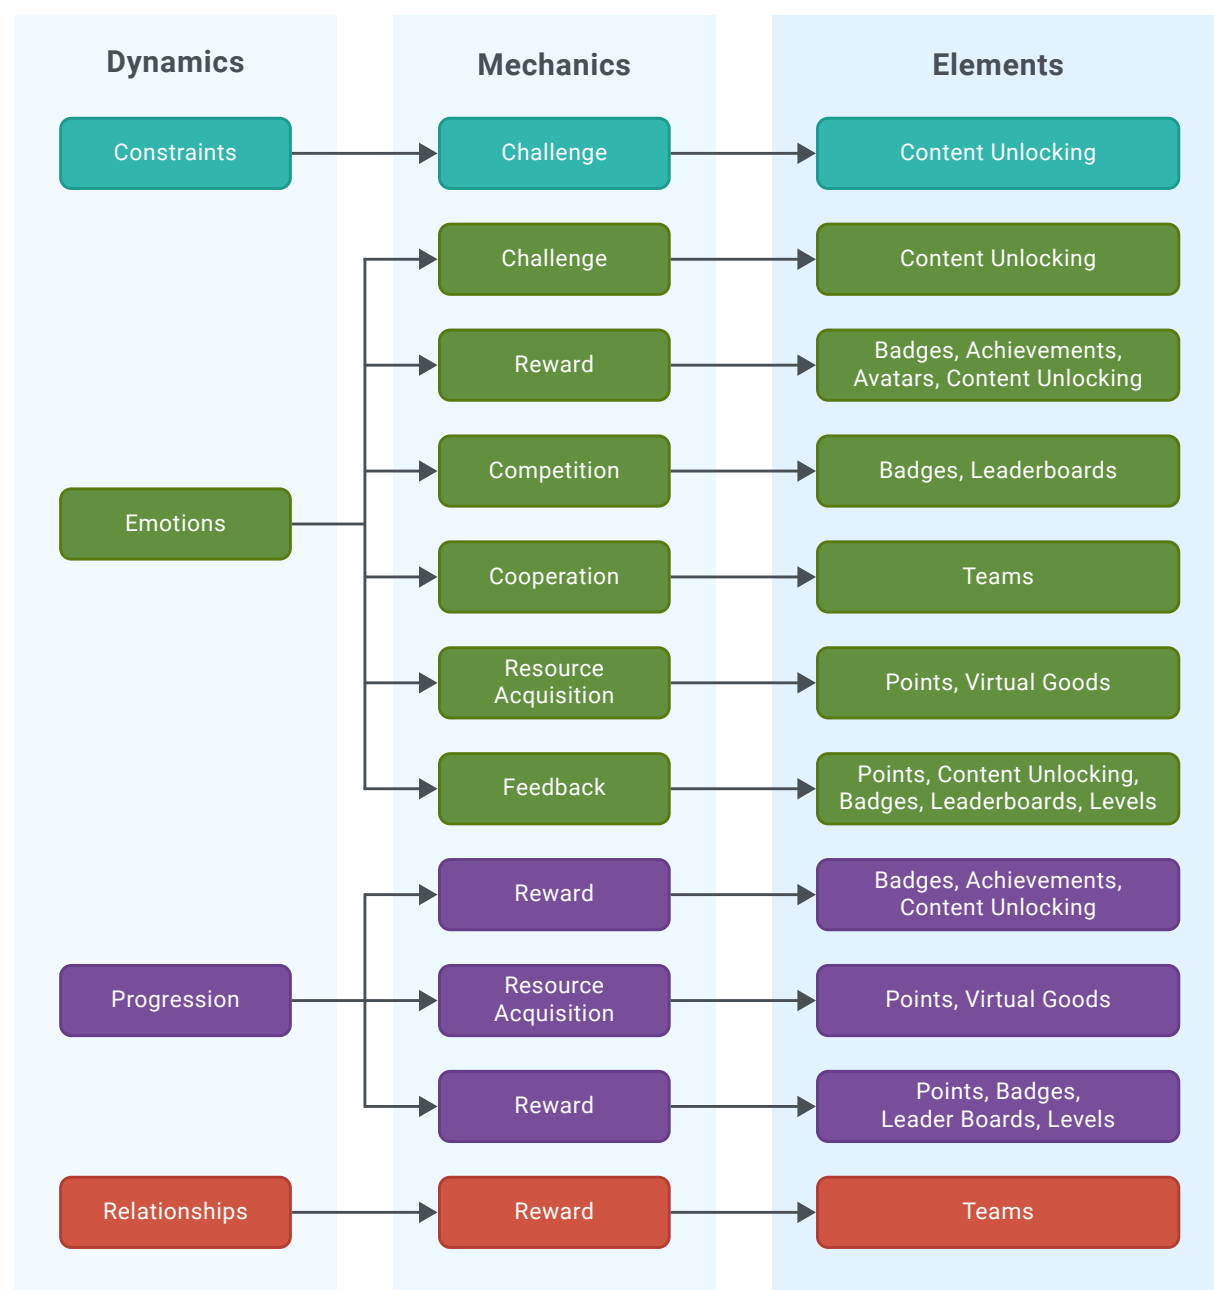 Dynamics
Mechanics
Elements
Constraints
Challenge
Content Unlocking
Challenge
Content Unlocking
Reward
Badges, Achievements,
Avatars, Content Unlocking
Competition
Badges, Leaderboards
Emotions
Cooperation
Teams
Resource
Acquisition
Points, Virtual Goods
Feedback
Points, Content Unlocking,
Badges, Leaderboards, Levels
Reward
Badges, Achievements,
Content Unlocking
Progression
Resource
Acquisition
Points, Virtual Goods
Reward
Points, Badges,
Leader Boards, Levels
Relationships
Reward
Teams